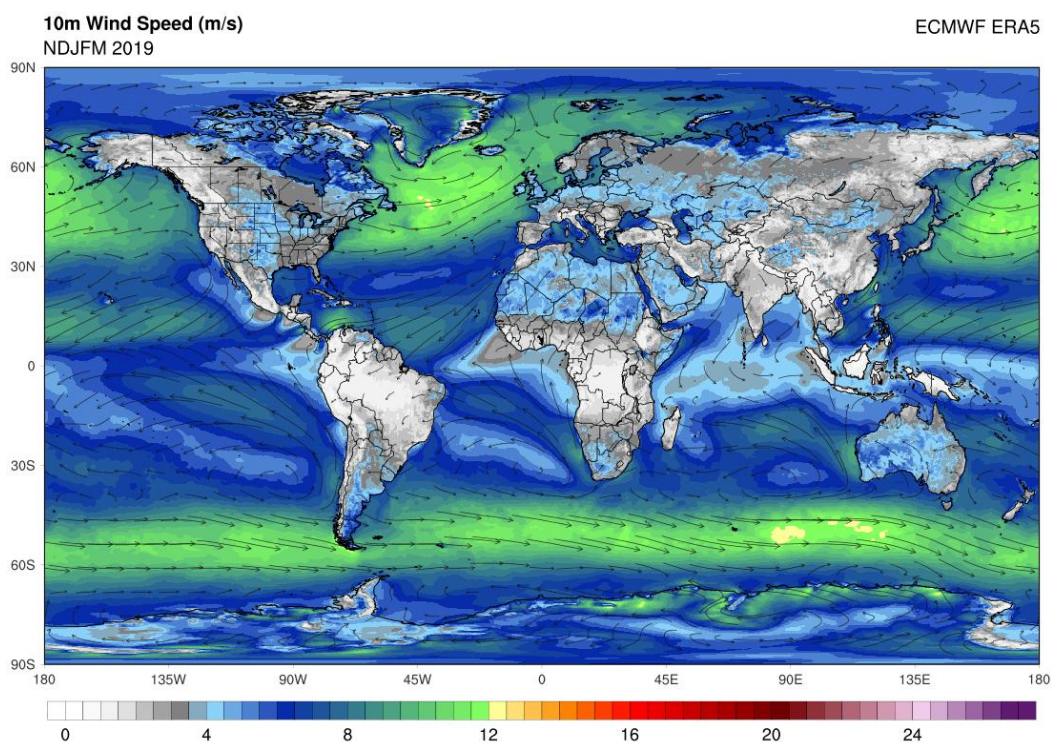 10m Wind Speed (m/s)
ECMWF ERA5
NDJFM 2019
90N
60N
30N
0
30S
60S
90S
180 135W 90W 45W 0 45E 90E 135E 180
0 4 8 12 16 20 24